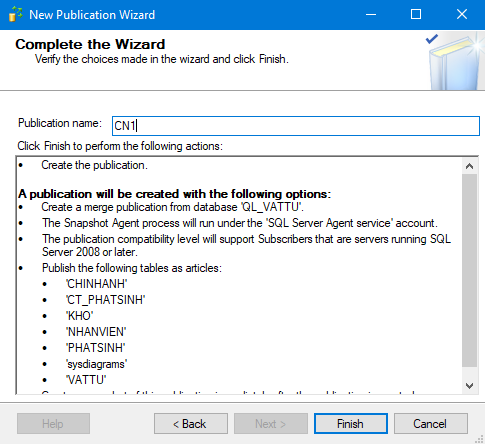 New Publication Wizard
Complete the Wizard
Verify the choices made in the wizard and click Finish.
Publication name: CN1
Click Finish to perform the following actions:
• Create the publication.
A publication will be created with the following options:
• Create a merge publication from database 'QL_VATTU'.
• The Snapshot Agent process will run under the 'SQL Server Agent service' account.
• The publication compatibility level will support Subscribers that are servers running SQL
Server 2008 or later.
• Publish the following tables as articles:
• 'CHINHANH'
• 'CT_PHATSINH'
• 'KHO'
• 'NHANVIEN'
• 'PHATSINH'
• 'sysdiagrams'
• 'VATTU'
Help
< Back
Next >
Finish
Cancel